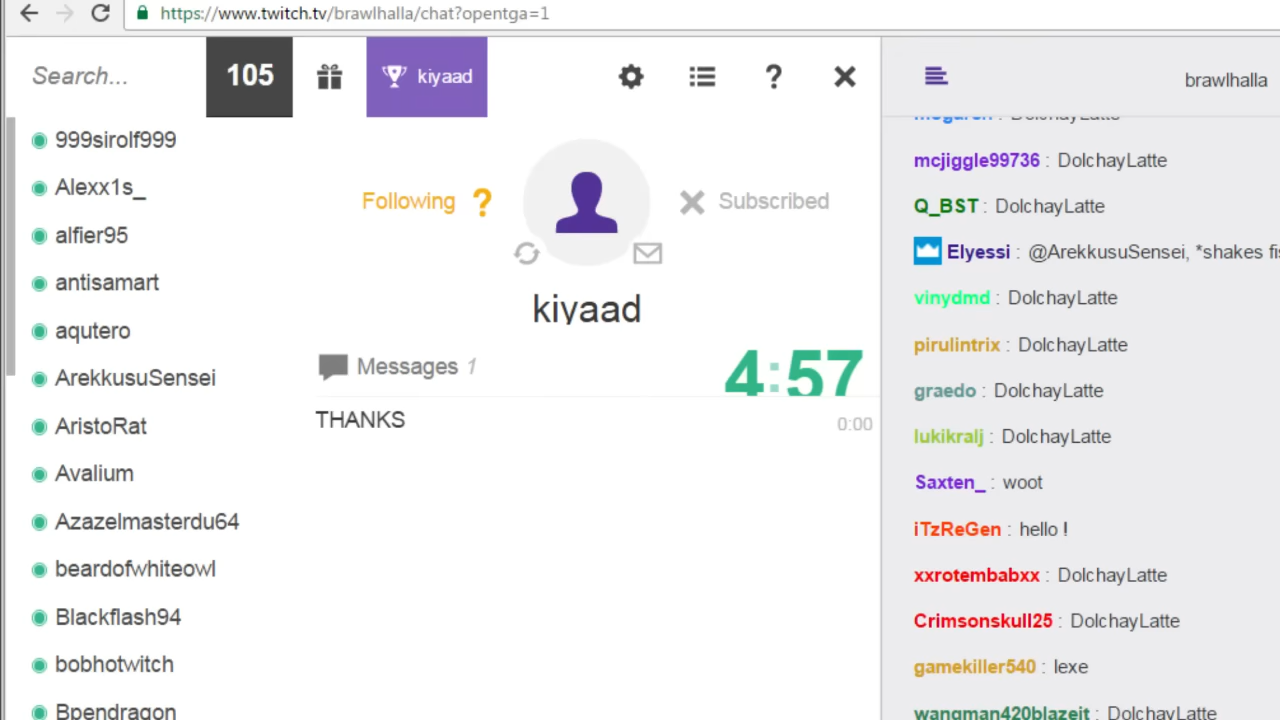 https://www.twitch.tv/brawlhalla/chat?opentga=1
Search...
105
kiyaad
?
999sirolf999
Alexx1s_
alfier95
antisamart
aqutero
ArekkusuSensei
AristoRat
Avalium
Azazelmasterdu64
beardofwhiteowl
Blackflash94
bobhotwitch
Bpendragon
Following ?
Subscribed
kiyaad
Messages 1
4:57
THANKS
0:00
brawlhalla
DolchayLatte
mcjiggle99736 : DolchayLatte
Q_BST : DolchayLatte
Elyessi : @ArekkusuSensei, *shakes fis
vinydmd : DolchayLatte
pirulintrix : DolchayLatte
graedo : DolchayLatte
lukikralj : DolchayLatte
Saxten_ : woot
iTzReGen : hello !
xxrotembabxx : DolchayLatte
Crimsonskull25 : DolchayLatte
gamekiller540 : lexe
wangman420blazeit : DolchayLatte